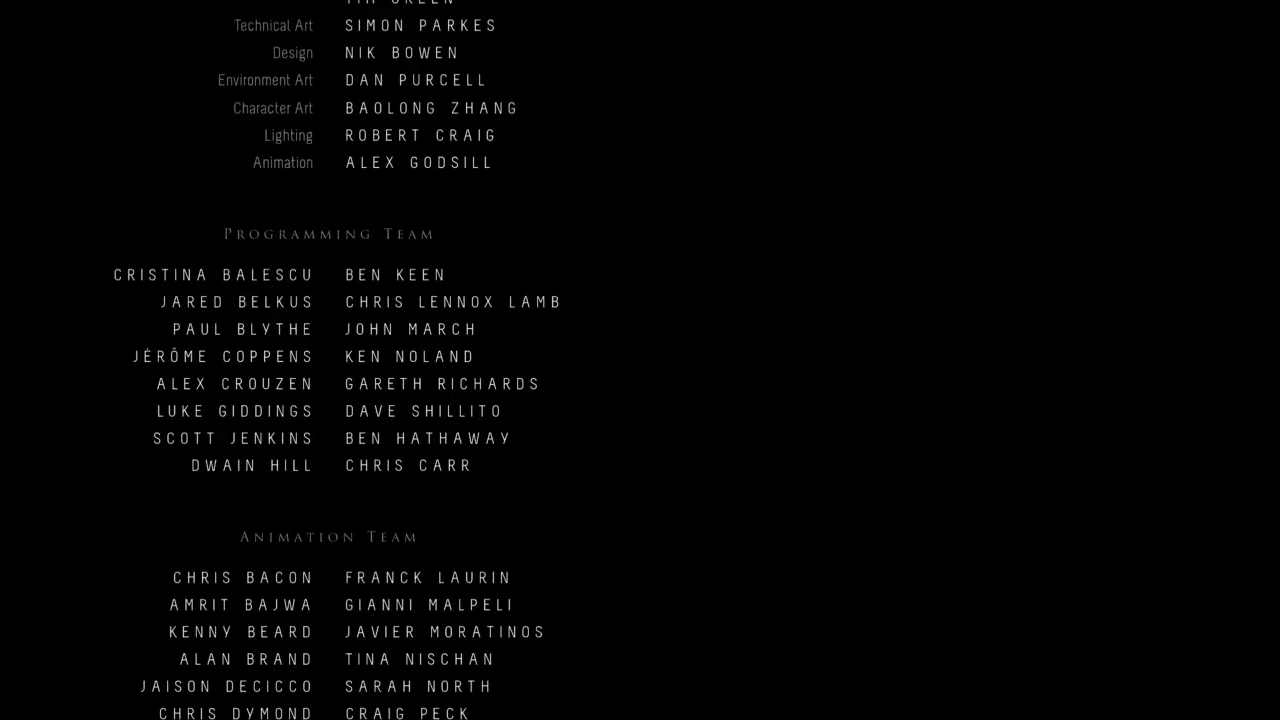 TIM GREEN
Technical Art SIMON PARKES
Design NIK BOWEN
Environment Art DAN PURCELL
Character Art BAOLONG ZHANG
Lighting ROBERT CRAIG
Animation ALEX GODSILL
PROGRAMMING TEAM
CRISTINA BALESCU BEN KEEN
JARED BELKUS CHRIS LENNOX LAMB
PAUL BLYTHE JOHN MARCH
JÉRÔME COPPENS KEN NOLAND
ALEX CROUZEN GARETH RICHARDS
LUKE GIDDINGS DAVE SHILLITO
SCOTT JENKINS BEN HATHAWAY
DWAIN HILL CHRIS CARR
ANIMATION TEAM
CHRIS BACON FRANCK LAURIN
AMRIT BAJWA GIANNI MALPELI
KENNY BEARD JAVIER MORATINOS
ALAN BRAND TINA NISCHAN
JAISON DECICCO SARAH NORTH
CHRIS DYMOND CRAIG PECK